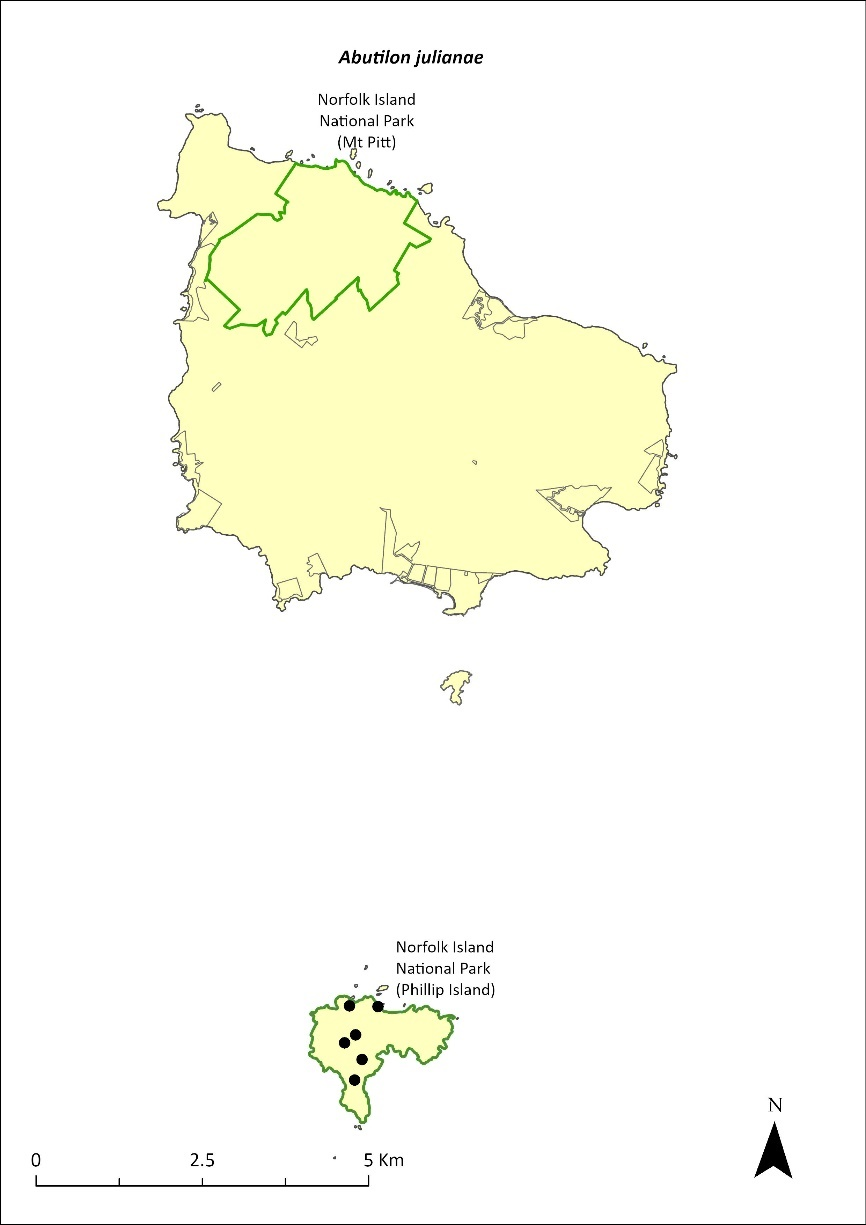 Abutilon julianae
Norfolk Island
National Park
(Mt Pitt)
Norfolk Island
National Park
(Phillip Island)
N
0 2.5 5 Km